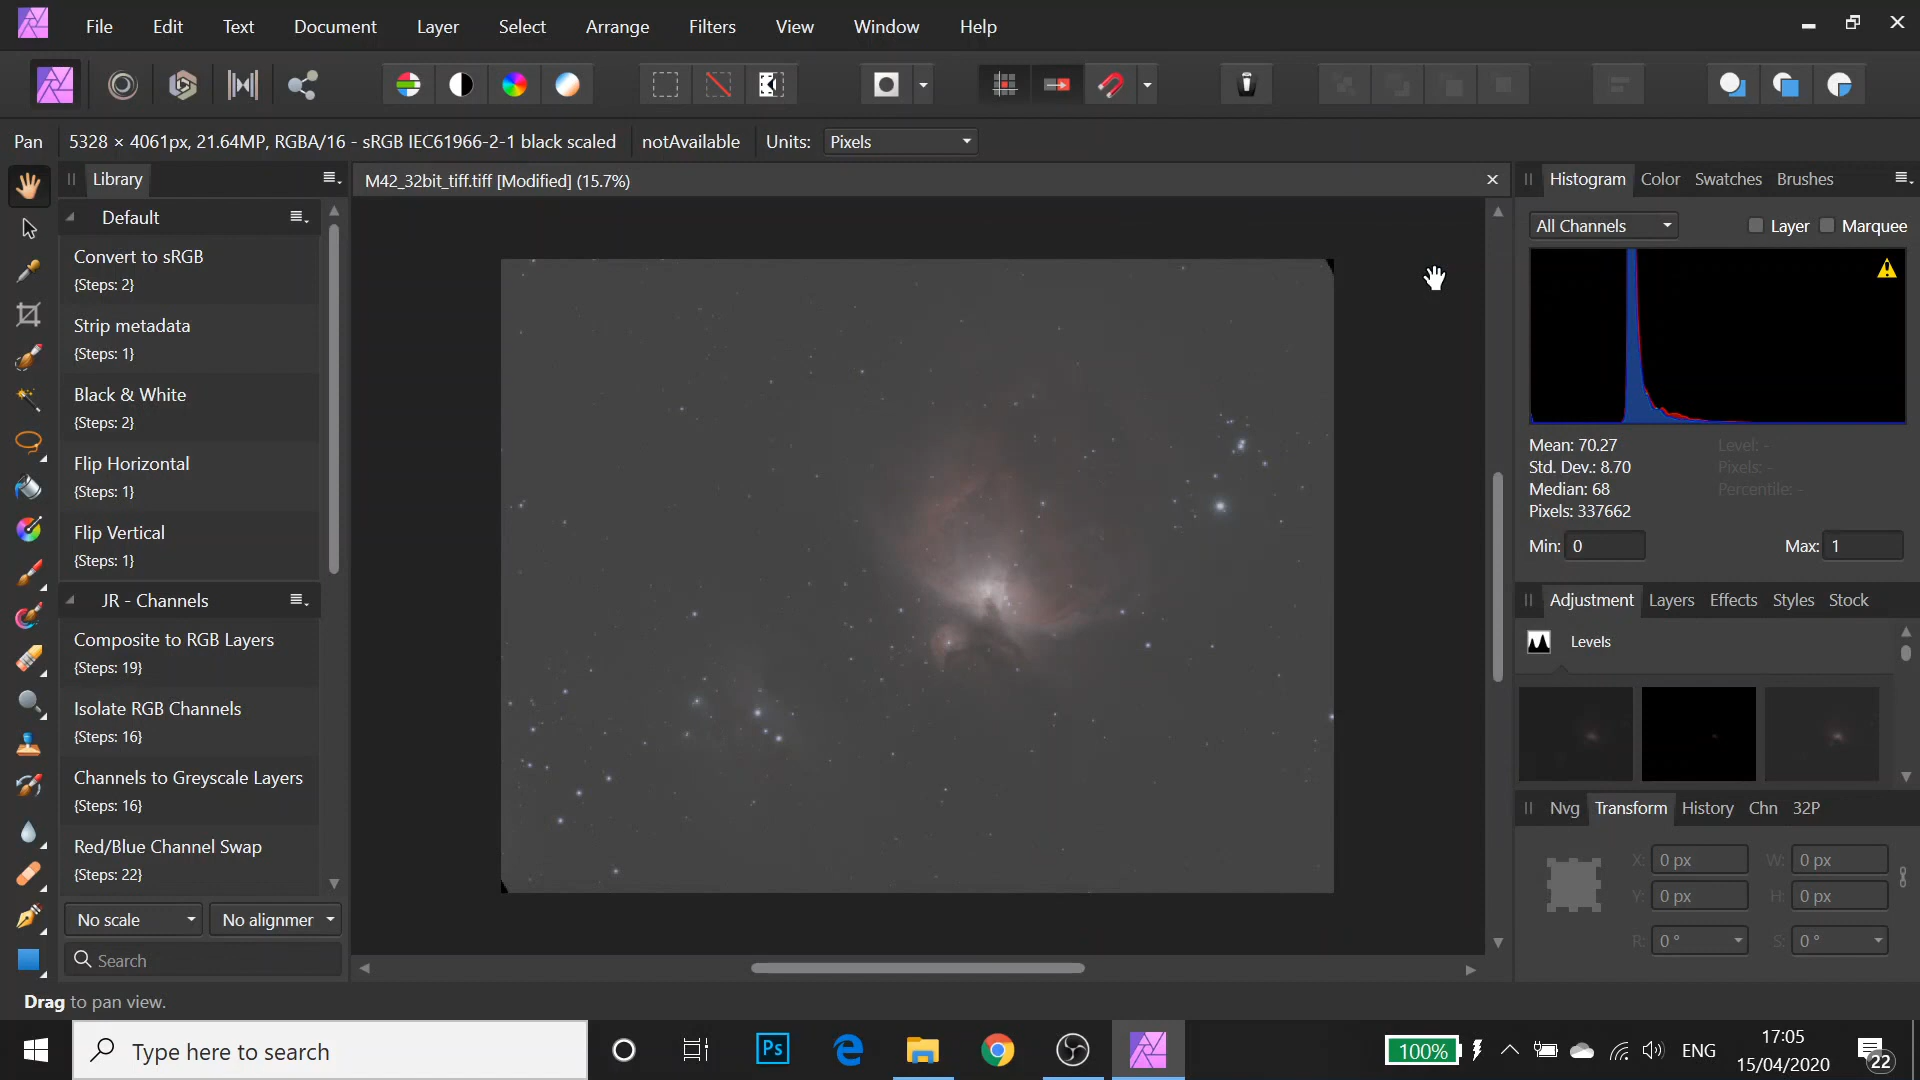 File Edit Text Document Layer Select Arrange Filters View Window Help
Pan 5328 × 4061px, 21.64MP, RGBA/16 - sRGB IEC61966-2-1 black scaled notAvailable Units: Pixels
Library
M42_32bit_tiff.tiff [Modified] (15.7%)
Histogram Color Swatches Brushes
Default
Convert to sRGB
{Steps: 2}
Strip metadata
{Steps: 1}
Black & White
{Steps: 2}
Flip Horizontal
{Steps: 1}
Flip Vertical
{Steps: 1}
JR - Channels
Composite to RGB Layers
{Steps: 19}
Isolate RGB Channels
{Steps: 16}
Channels to Greyscale Layers
{Steps: 16}
Red/Blue Channel Swap
{Steps: 22}
No scale No alignmer
Search
All Channels Layer Marquee
Mean: 70.27 Level: -
Std. Dev.: 8.70 Pixels: -
Median: 68 Percentile: -
Pixels: 337662
Min: 0 Max: 1
Adjustment Layers Effects Styles Stock
Levels
Nvg Transform History Chn 32P
X: 0 px W: 0 px
Y: 0 px H: 0 px
R: 0 ° S: 0 °
Drag to pan view.
Type here to search
Ps
100%
ENG
17:05
15/04/2020
22